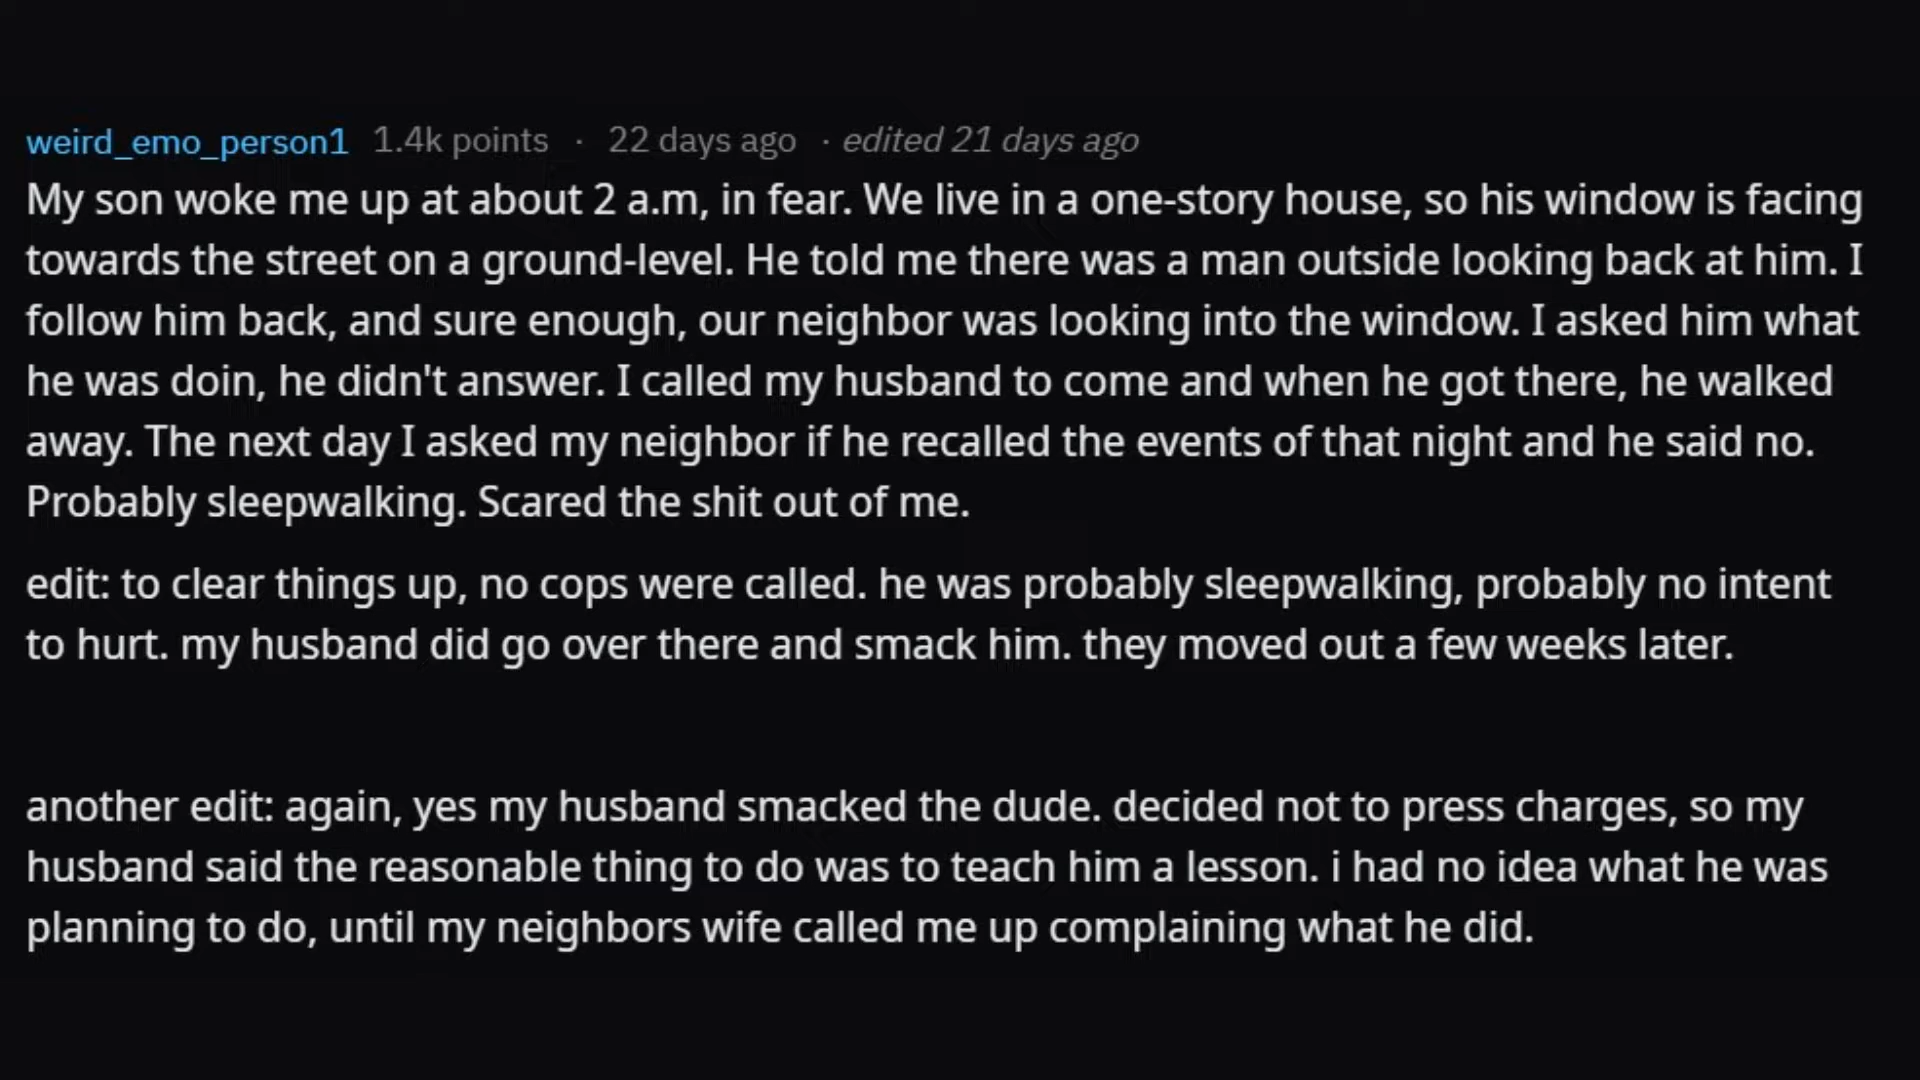 weird_emo_person1 1.4k points · 22 days ago · edited 21 days ago
My son woke me up at about 2 a.m, in fear. We live in a one-story house, so his window is facing
towards the street on a ground-level. He told me there was a man outside looking back at him. I
follow him back, and sure enough, our neighbor was looking into the window. I asked him what
he was doin, he didn't answer. I called my husband to come and when he got there, he walked
away. The next day I asked my neighbor if he recalled the events of that night and he said no.
Probably sleepwalking. Scared the shit out of me.
edit: to clear things up, no cops were called. he was probably sleepwalking, probably no intent
to hurt. my husband did go over there and smack him. they moved out a few weeks later.
another edit: again, yes my husband smacked the dude. decided not to press charges, so my
husband said the reasonable thing to do was to teach him a lesson. i had no idea what he was
planning to do, until my neighbors wife called me up complaining what he did.